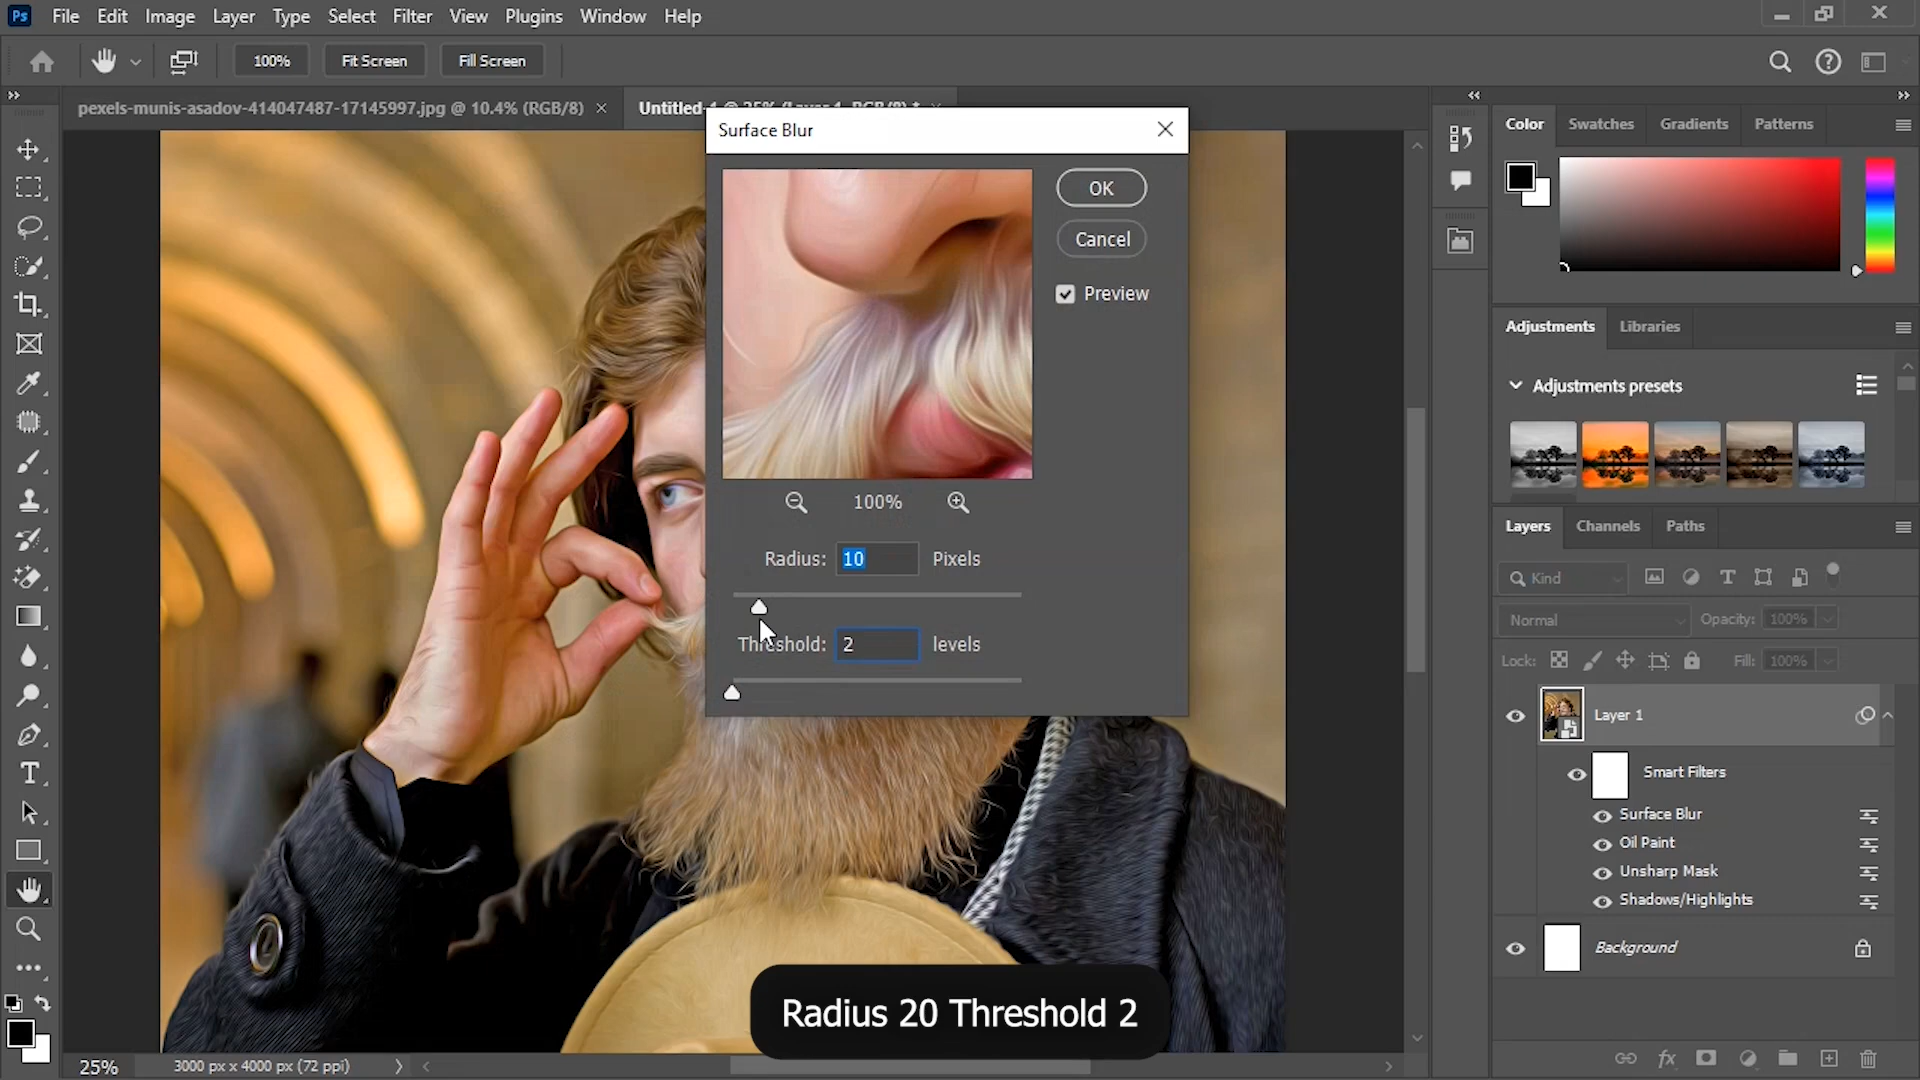 Ps File Edit Image Layer Type Select Filter View Plugins Window Help
100% Fit Screen Fill Screen
pexels-munis-asadov-414047487-17145997.jpg @ 10.4% (RGB/8) ×
Surface Blur
OK
Cancel
Preview
100%
Radius: 10 Pixels
Threshold: 2 levels
Radius 20 Threshold 2
25% 3000 px x 4000 px (72 ppi)
Color Swatches Gradients Patterns
Adjustments Libraries
Adjustments presets
Layers Channels Paths
Kind
Normal Opacity: 100%
Lock: Fill: 100%
Layer 1
Smart Filters
Surface Blur
Oil Paint
Unsharp Mask
Shadows/Highlights
Background
fx